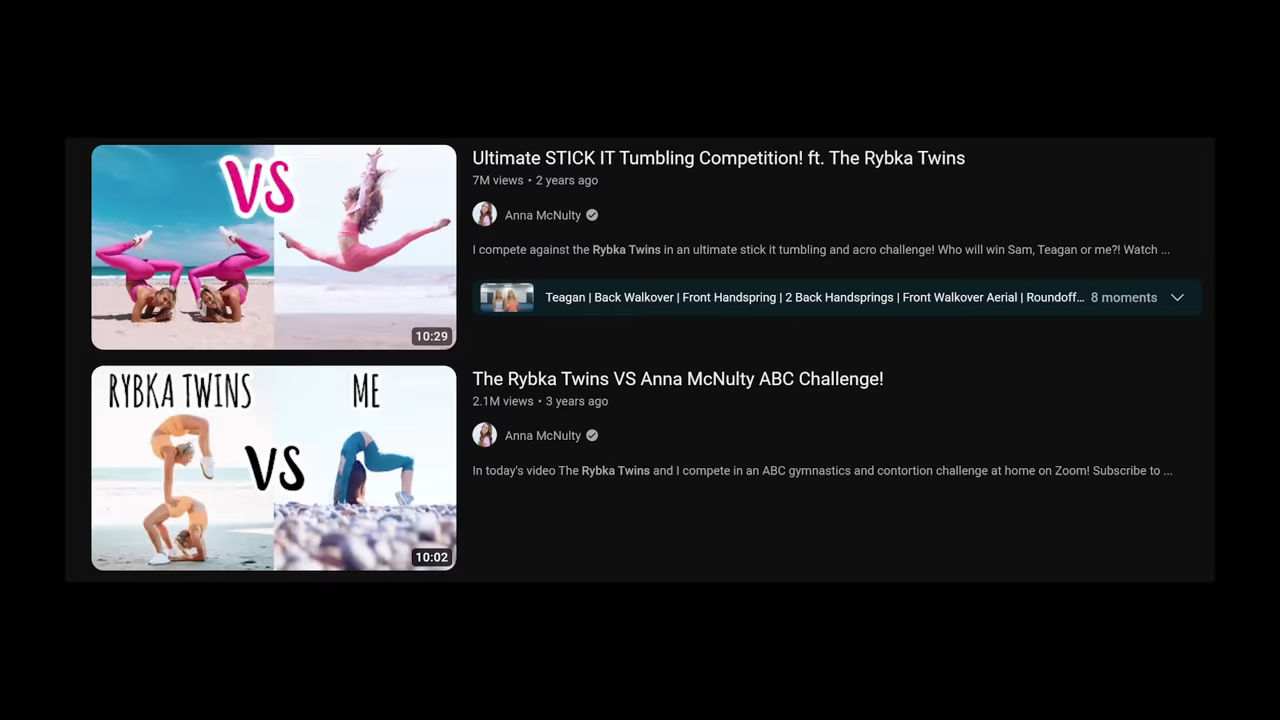 VS
10:29
Ultimate STICK IT Tumbling Competition! ft. The Rybka Twins
7M views • 2 years ago
Anna McNulty
I compete against the Rybka Twins in an ultimate stick it tumbling and acro challenge! Who will win Sam, Teagan or me?! Watch ...
Teagan | Back Walkover | Front Handspring | 2 Back Handsprings | Front Walkover Aerial | Roundoff... 8 moments
RYBKA TWINS ME
VS
10:02
The Rybka Twins VS Anna McNulty ABC Challenge!
2.1M views • 3 years ago
Anna McNulty
In today's video The Rybka Twins and I compete in an ABC gymnastics and contortion challenge at home on Zoom! Subscribe to ...